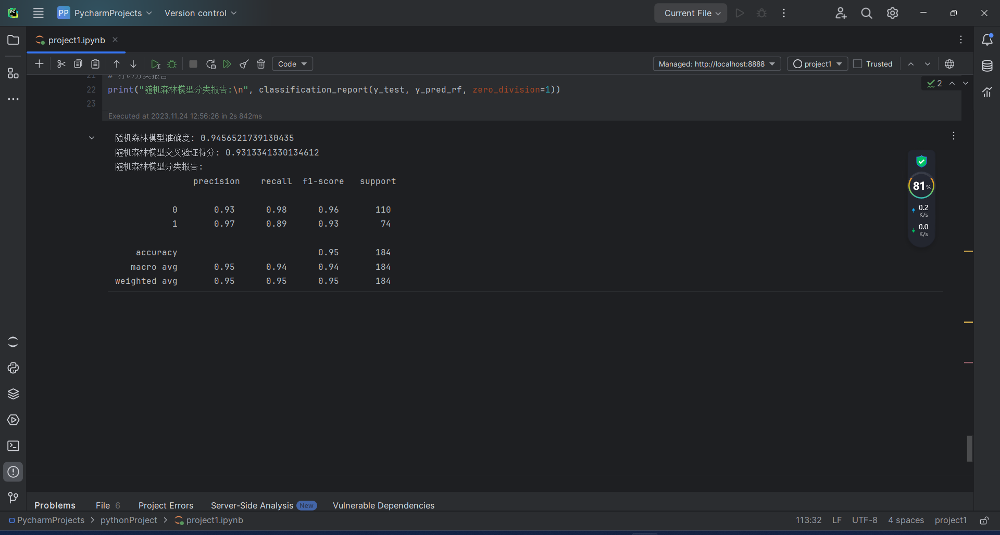 PC
PP PycharmProjects Version control Current File
project1.ipynb
Code Managed: http://localhost:8888 project1 Trusted
21 # 打印分类报告
22 print("随机森林模型分类报告:\n", classification_report(y_test, y_pred_rf, zero_division=1)) 2
23
Executed at 2023.11.24 12:56:26 in 2s 842ms
随机森林模型准确度: 0.9456521739130435
随机森林模型交叉验证得分: 0.9313341330134612
随机森林模型分类报告:
precision recall f1-score support
0 0.93 0.98 0.96 110
1 0.97 0.89 0.93 74
accuracy 0.95 184
macro avg 0.95 0.94 0.94 184
weighted avg 0.95 0.95 0.95 184
81%
0.2
K/s
0.0
K/s
Problems File 6 Project Errors Server-Side Analysis New Vulnerable Dependencies
PycharmProjects > pythonProject > project1.ipynb 113:32 LF UTF-8 4 spaces project1